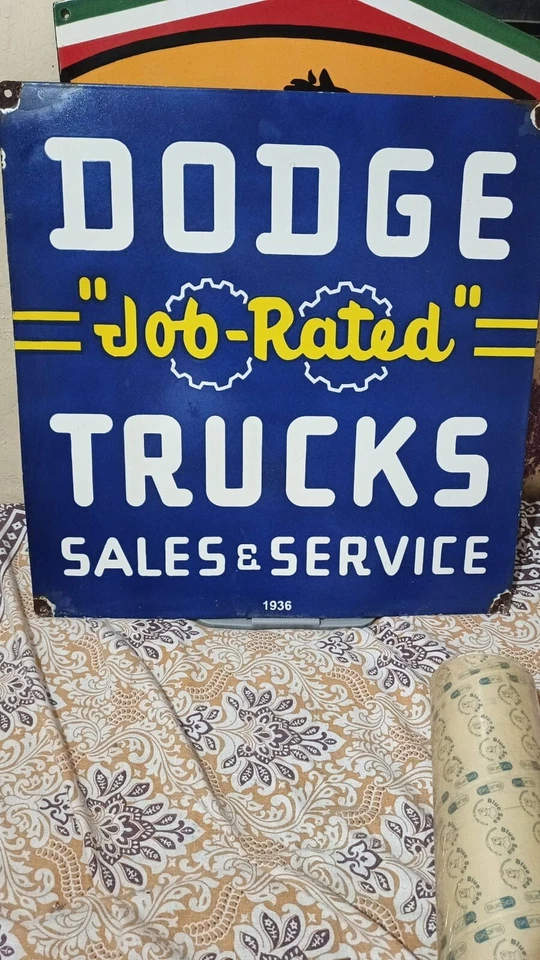 DODGE
"Job-Rated"
TRUCKS
SALES & SERVICE
1936